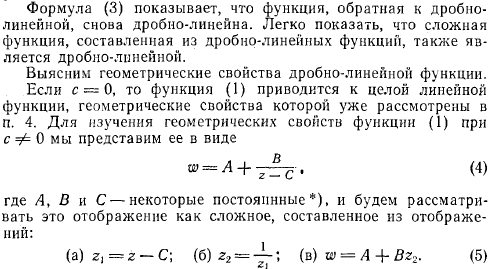 Формула (3) показывает, что функция, обратная к дробно-
линейной, снова дробно-линейна. Легко показать, что сложная
функция, составленная из дробно-линейных функций, также яв-
ляется дробно-линейной.
Выясним геометрические свойства дробно-линейной функции.
Если c = 0, то функция (1) приводится к целой линейной
функции, геометрические свойства которой уже рассмотрены в
п. 4. Для изучения геометрических свойств функции (1) при
c ≠ 0 мы представим ее в виде
w = A + B/(z − C), (4)
где A, B и C — некоторые постоянные *), и будем рассматри-
вать это отображение как сложное, составленное из отображе-
ний:
(а) z₁ = z − C; (б) z₂ = 1/z₁; (в) w = A + Bz₂. (5)